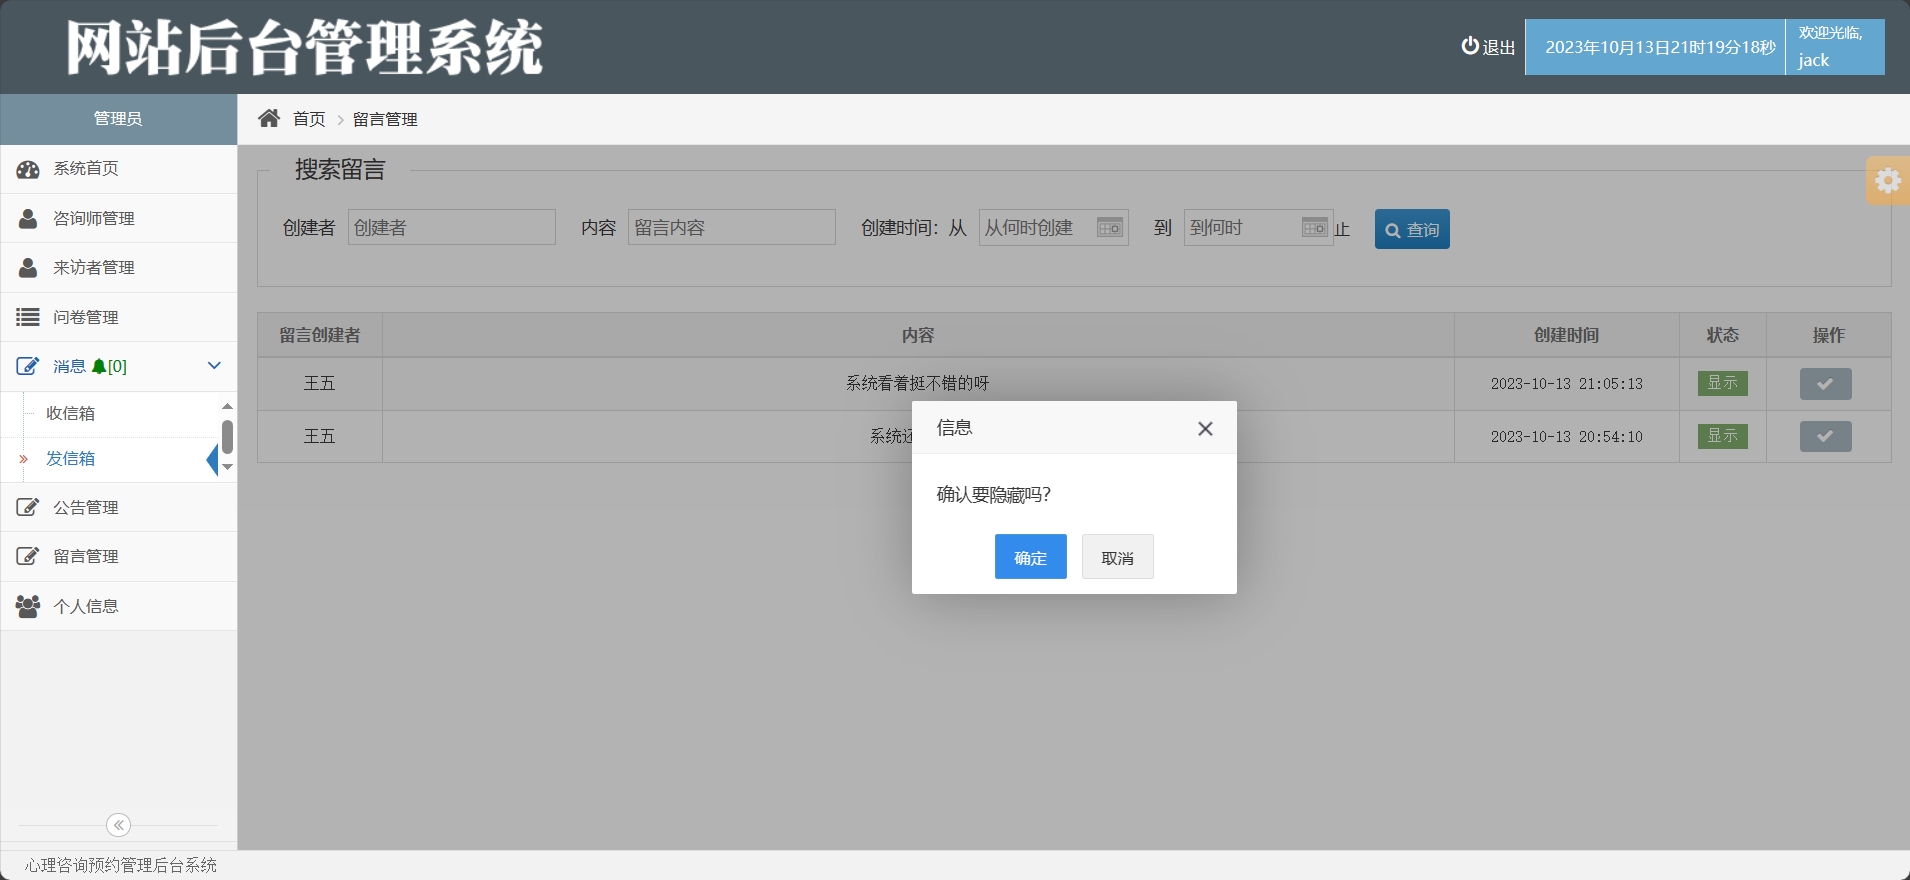 网站后台管理系统
退出
2023年10月13日21时19分18秒
欢迎光临,
jack
管理员
首页 留言管理
系统首页
咨询师管理
来访者管理
问卷管理
消息 [0]
收信箱
发信箱
公告管理
留言管理
个人信息
搜索留言
创建者 创建者 内容 留言内容 创建时间：从 从何时创建 到 到何时 止 查询
留言创建者 内容 创建时间 状态 操作
王五 系统看着挺不错的呀 2023-10-13 21:05:13 显示
王五 系统还 2023-10-13 20:54:10 显示
信息
确认要隐藏吗？
确定 取消
心理咨询预约管理后台系统